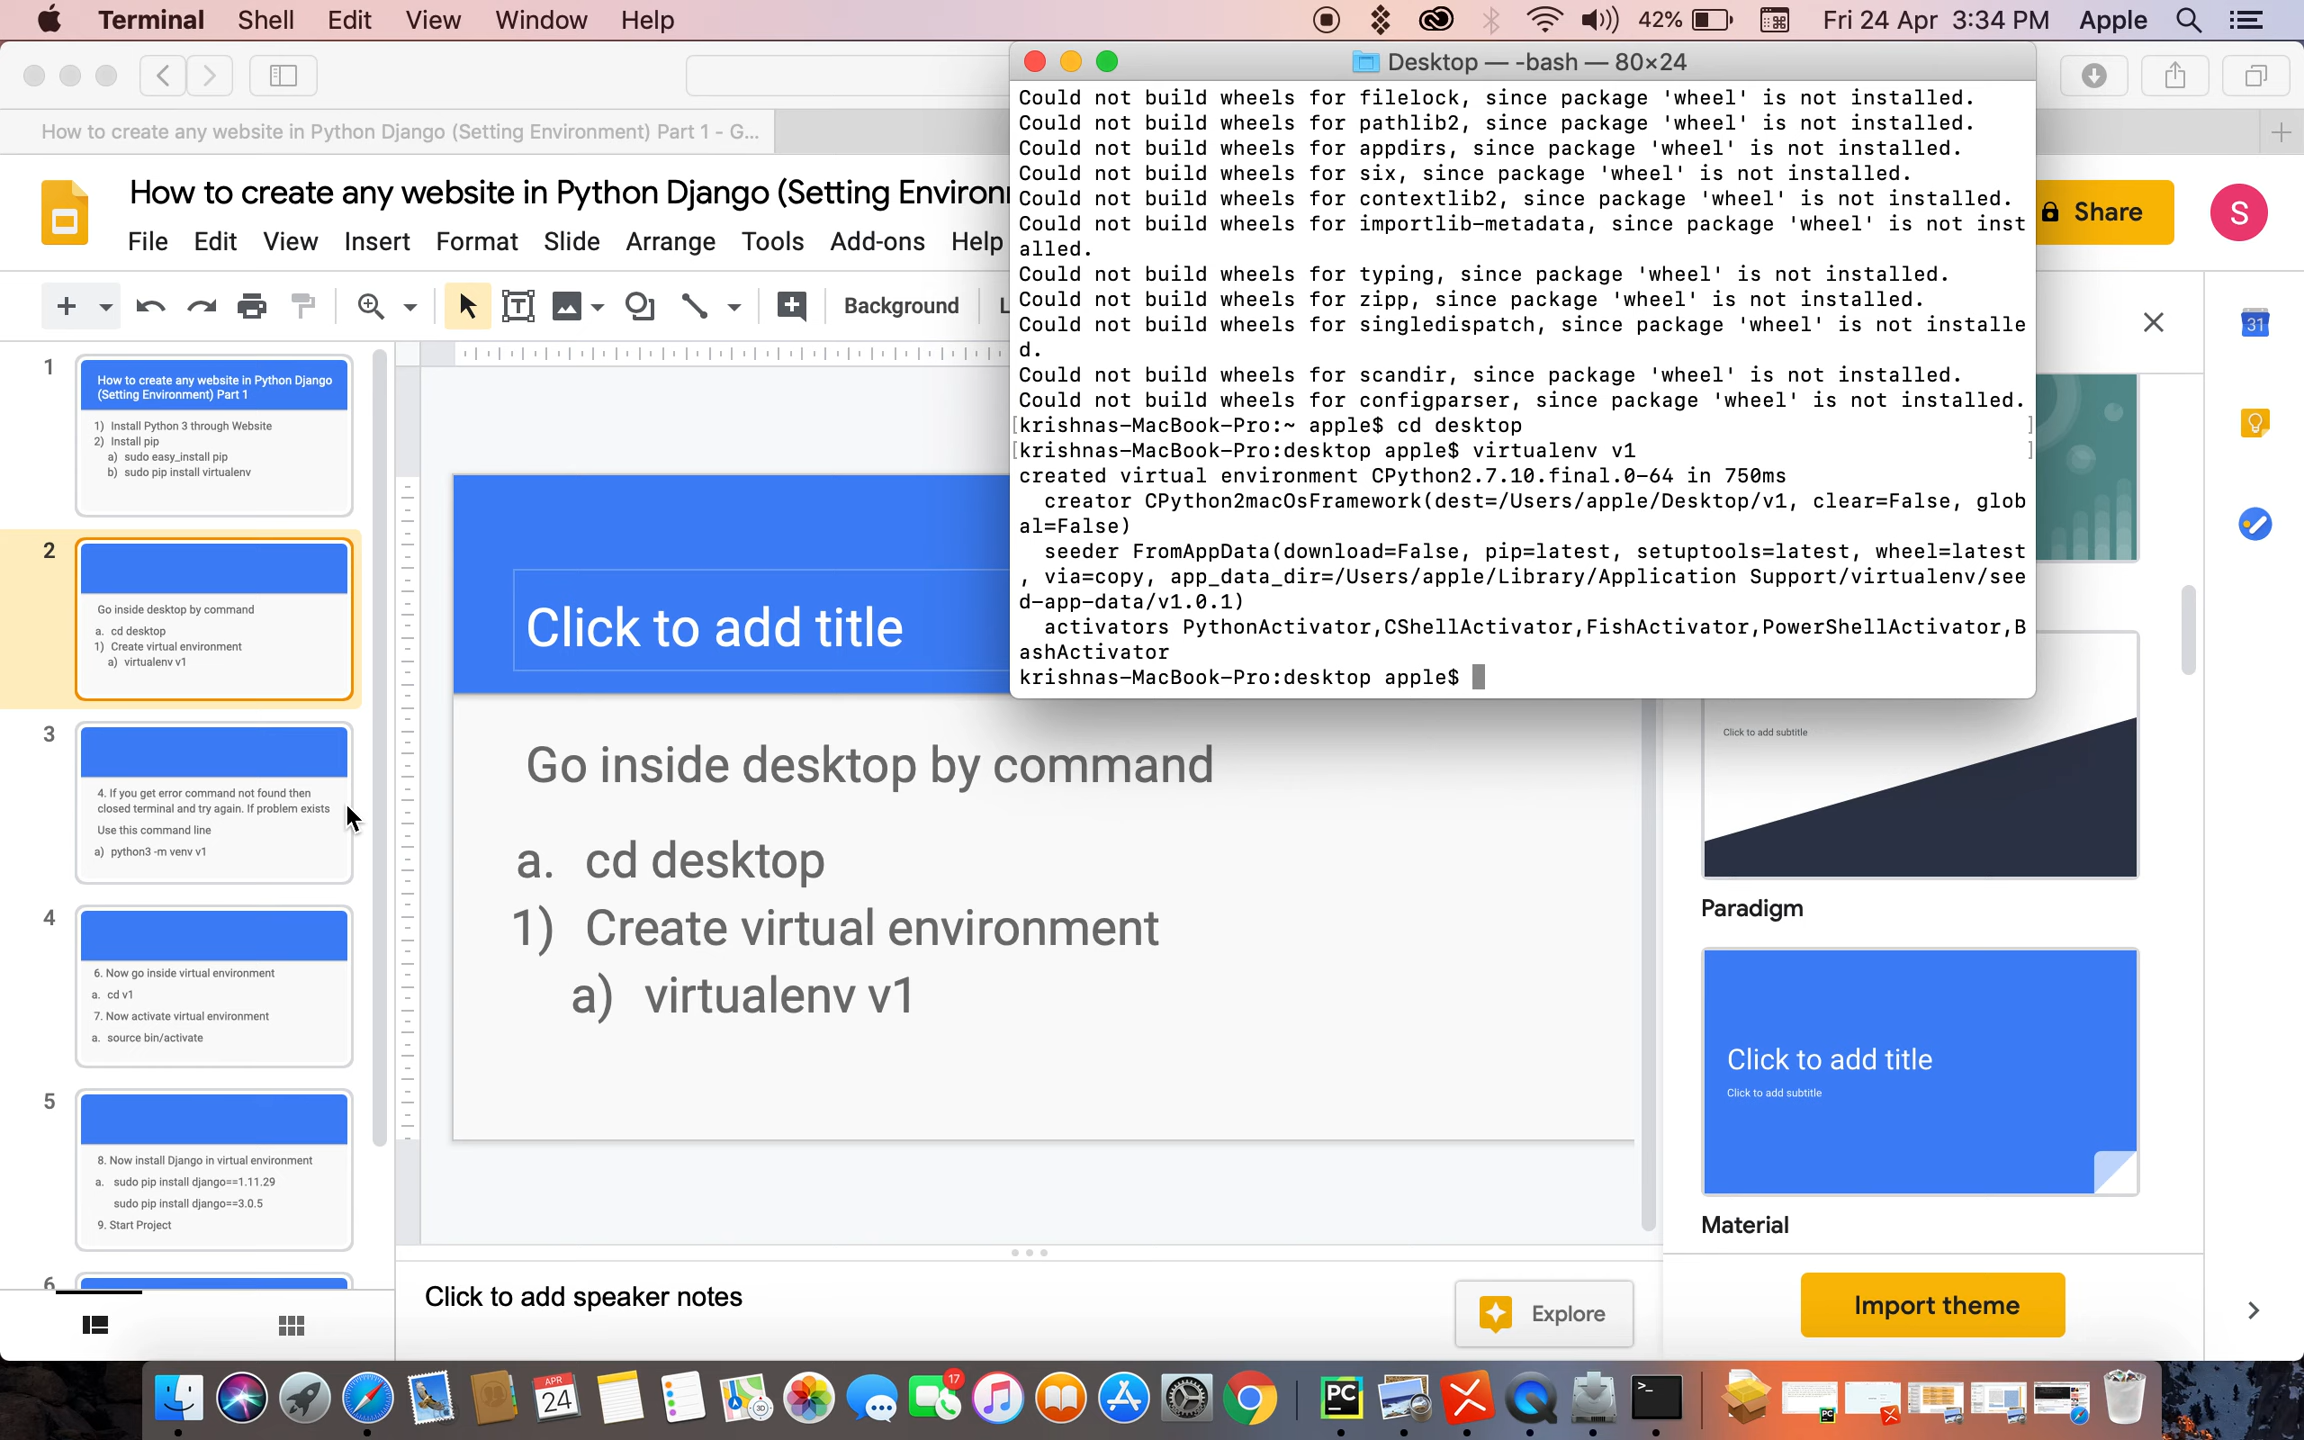 Terminal Shell Edit View Window Help
42% Fri 24 Apr 3:34 PM Apple
Desktop — -bash — 80×24
How to create any website in Python Django (Setting Environment) Part 1 - G...
How to create any website in Python Django (Setting Environ
File Edit View Insert Format Slide Arrange Tools Add-ons Help
Share
S
Background
Could not build wheels for filelock, since package 'wheel' is not installed.
Could not build wheels for pathlib2, since package 'wheel' is not installed.
Could not build wheels for appdirs, since package 'wheel' is not installed.
Could not build wheels for six, since package 'wheel' is not installed.
Could not build wheels for contextlib2, since package 'wheel' is not installed.
Could not build wheels for importlib-metadata, since package 'wheel' is not inst
alled.
Could not build wheels for typing, since package 'wheel' is not installed.
Could not build wheels for zipp, since package 'wheel' is not installed.
Could not build wheels for singledispatch, since package 'wheel' is not installe
d.
Could not build wheels for scandir, since package 'wheel' is not installed.
Could not build wheels for configparser, since package 'wheel' is not installed.
[krishnas-MacBook-Pro:~ apple$ cd desktop ]
[krishnas-MacBook-Pro:desktop apple$ virtualenv v1 ]
created virtual environment CPython2.7.10.final.0-64 in 750ms
creator CPython2macOsFramework(dest=/Users/apple/Desktop/v1, clear=False, glob
al=False)
seeder FromAppData(download=False, pip=latest, setuptools=latest, wheel=latest
, via=copy, app_data_dir=/Users/apple/Library/Application Support/virtualenv/see
d-app-data/v1.0.1)
activators PythonActivator,CShellActivator,FishActivator,PowerShellActivator,B
ashActivator
krishnas-MacBook-Pro:desktop apple$
1
How to create any website in Python Django
(Setting Environment) Part 1
1) Install Python 3 through Website
2) Install pip
a) sudo easy_install pip
b) sudo pip install virtualenv
2
Go inside desktop by command
a. cd desktop
1) Create virtual environment
a) virtualenv v1
3
4. If you get error command not found then
closed terminal and try again. If problem exists
Use this command line
a) python3 -m venv v1
4
6. Now go inside virtual environment
a. cd v1
7. Now activate virtual environment
a. source bin/activate
5
8. Now install Django in virtual environment
a. sudo pip install django==1.11.29
sudo pip install django==3.0.5
9. Start Project
6
Click to add title
Go inside desktop by command
a. cd desktop
1) Create virtual environment
a) virtualenv v1
Click to add speaker notes
Explore
31
Click to add subtitle
Paradigm
Click to add title
Click to add subtitle
Material
Import theme
APR
24
3D
17
PC